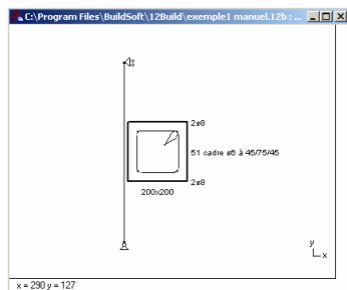 C:\Program Files\BuildSoft\12Build\exemple1 manuel.12b : ...
2ø8
51 cadre ø6 à 45/75/45
2ø8
200x200
y
x
x = 290 y = 127